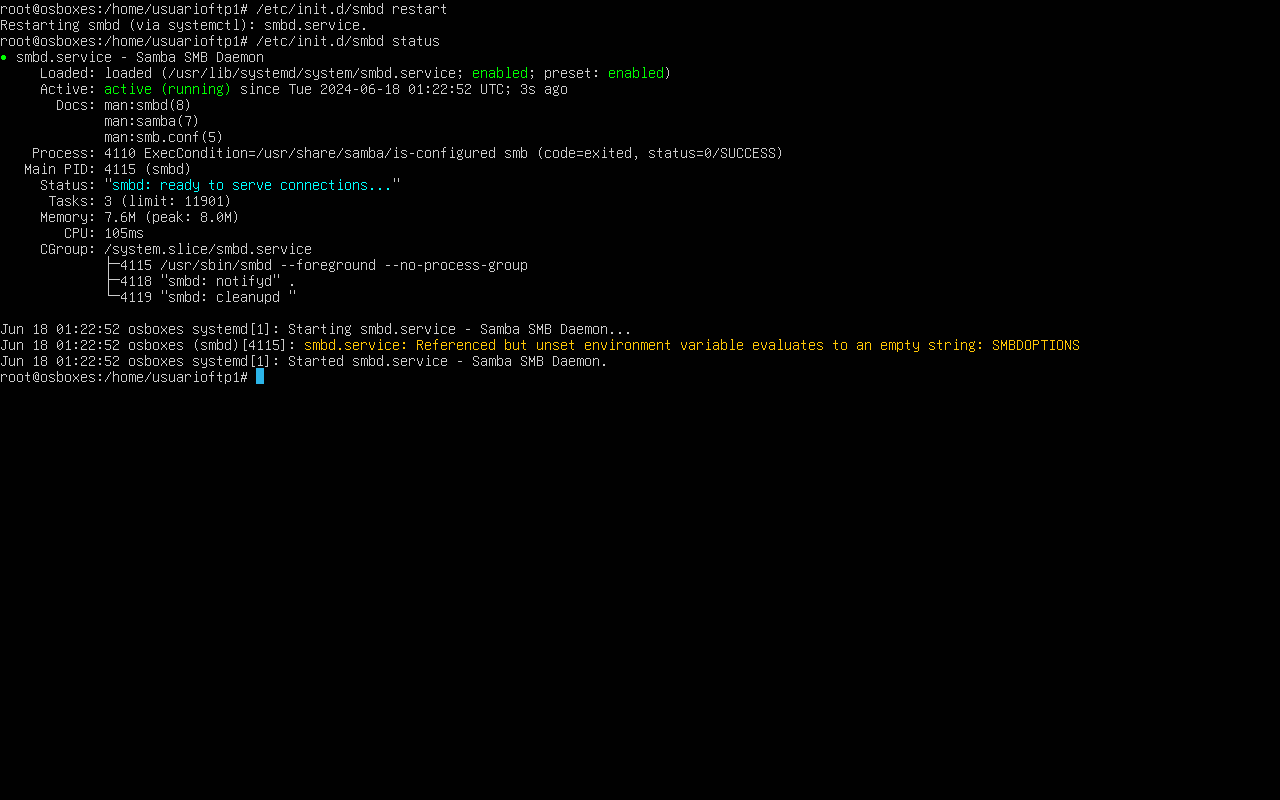 root@osboxes:/home/usuarioftp1# /etc/init.d/smbd restart
Restarting smbd (via systemctl): smbd.service.
root@osboxes:/home/usuarioftp1# /etc/init.d/smbd status
● smbd.service - Samba SMB Daemon
     Loaded: loaded (/usr/lib/systemd/system/smbd.service; enabled; preset: enabled)
     Active: active (running) since Tue 2024-06-18 01:22:52 UTC; 3s ago
       Docs: man:smbd(8)
             man:samba(7)
             man:smb.conf(5)
    Process: 4110 ExecCondition=/usr/share/samba/is-configured smb (code=exited, status=0/SUCCESS)
   Main PID: 4115 (smbd)
     Status: "smbd: ready to serve connections..."
      Tasks: 3 (limit: 11901)
     Memory: 7.6M (peak: 8.0M)
        CPU: 105ms
     CGroup: /system.slice/smbd.service
             ├─4115 /usr/sbin/smbd --foreground --no-process-group
             ├─4118 "smbd: notifyd" .
             └─4119 "smbd: cleanupd "

Jun 18 01:22:52 osboxes systemd[1]: Starting smbd.service - Samba SMB Daemon...
Jun 18 01:22:52 osboxes (smbd)[4115]: smbd.service: Referenced but unset environment variable evaluates to an empty string: SMBDOPTIONS
Jun 18 01:22:52 osboxes systemd[1]: Started smbd.service - Samba SMB Daemon.
root@osboxes:/home/usuarioftp1#